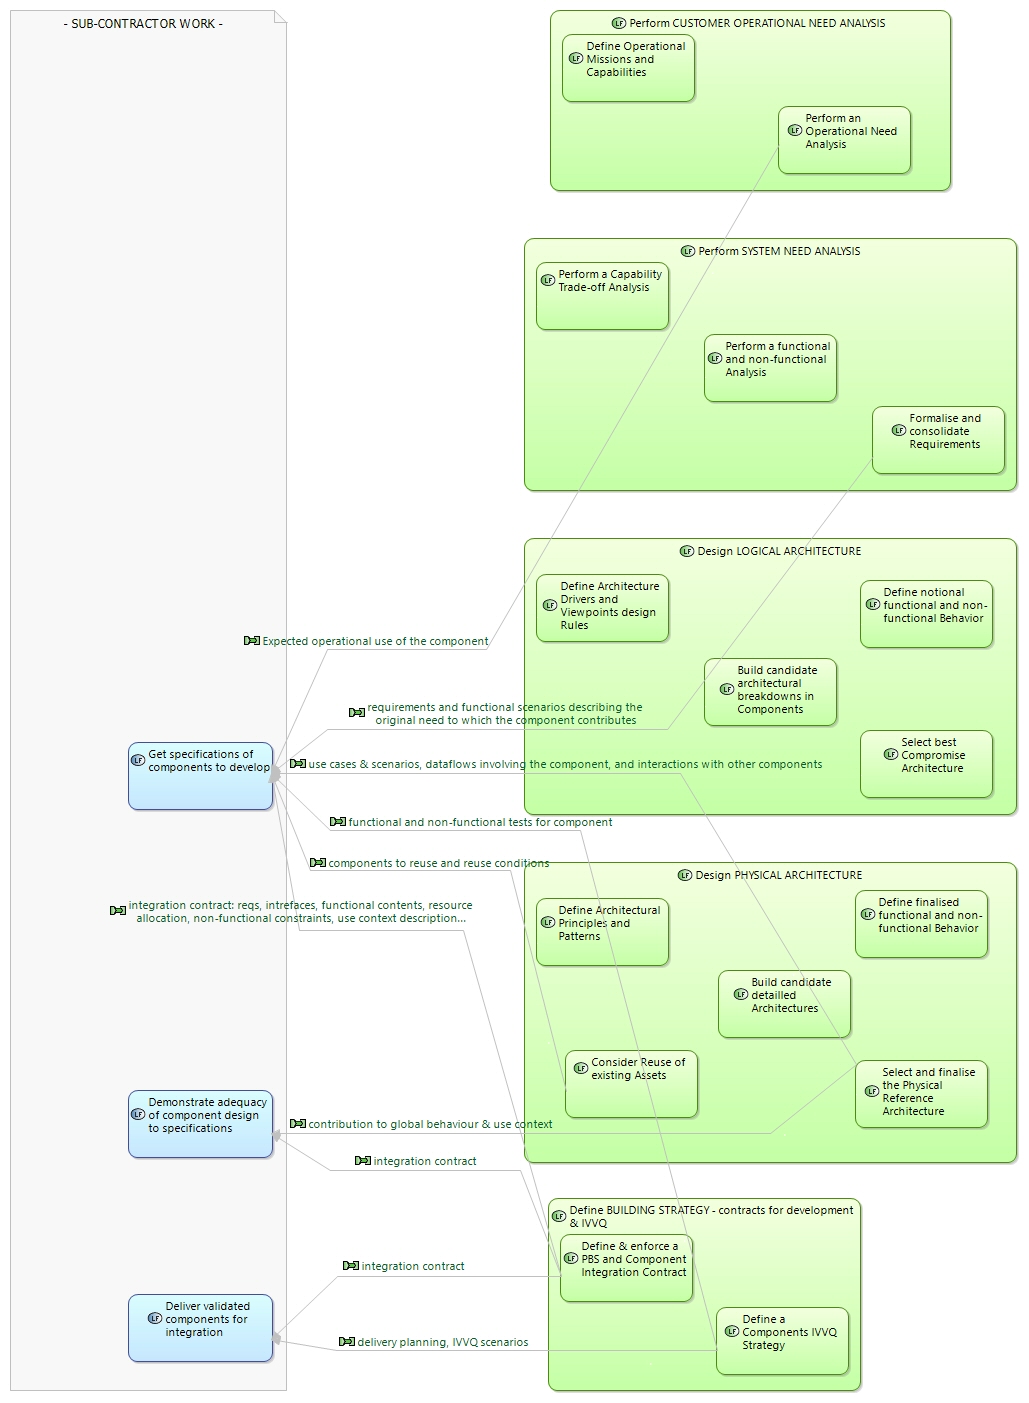 - SUB-CONTRACTOR WORK -
Perform CUSTOMER OPERATIONAL NEED ANALYSIS
Define Operational
Missions and
Capabilities
Perform an
Operational Need
Analysis
Perform SYSTEM NEED ANALYSIS
Perform a Capability
Trade-off Analysis
Perform a functional
and non-functional
Analysis
Formalise and
consolidate
Requirements
Design LOGICAL ARCHITECTURE
Define Architecture
Drivers and
Viewpoints design
Rules
Define notional
functional and non-
functional Behavior
Build candidate
architectural
breakdowns in
Components
Select best
Compromise
Architecture
Expected operational use of the component
requirements and functional scenarios describing the
original need to which the component contributes
Get specifications of
components to develop
use cases & scenarios, dataflows involving the component, and interactions with other components
functional and non-functional tests for component
components to reuse and reuse conditions
integration contract: reqs, intrefaces, functional contents, resource
allocation, non-functional constraints, use context description...
Design PHYSICAL ARCHITECTURE
Define Architectural
Principles and
Patterns
Define finalised
functional and non-
functional Behavior
Build candidate
detailled
Architectures
Consider Reuse of
existing Assets
Select and finalise
the Physical
Reference
Architecture
Demonstrate adequacy
of component design
to specifications
contribution to global behaviour & use context
integration contract
Define BUILDING STRATEGY - contracts for development
& IVVQ
Define & enforce a
PBS and Component
Integration Contract
integration contract
Deliver validated
components for
integration
Define a
Components IVVQ
Strategy
delivery planning, IVVQ scenarios